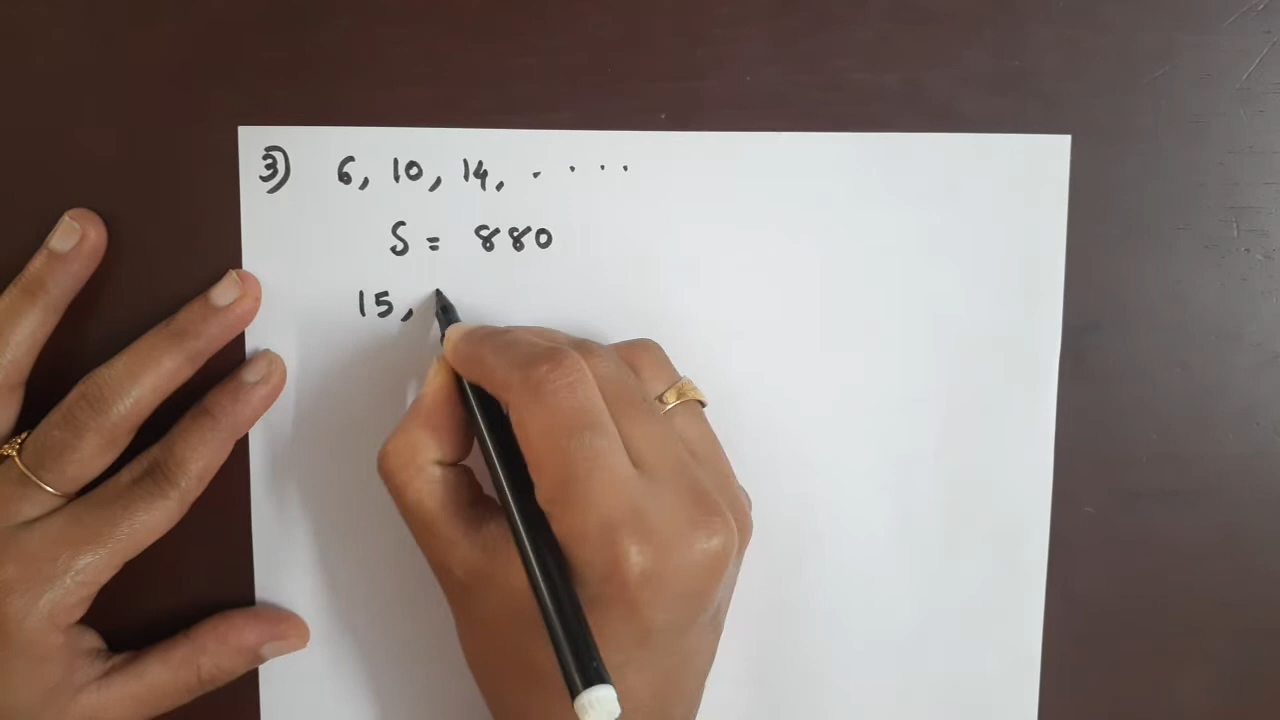 3) 6, 10, 14, . . . .
S = 880
15,